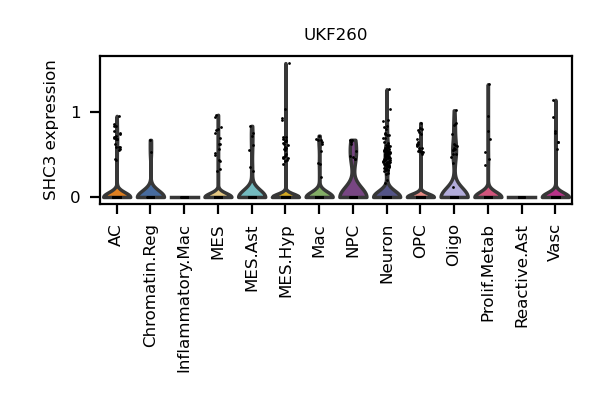 UKF260
SHC3 expression
1
0
AC
Chromatin.Reg
Inflammatory.Mac
MES
MES.Ast
MES.Hyp
Mac
NPC
Neuron
OPC
Oligo
Prolif.Metab
Reactive.Ast
Vasc